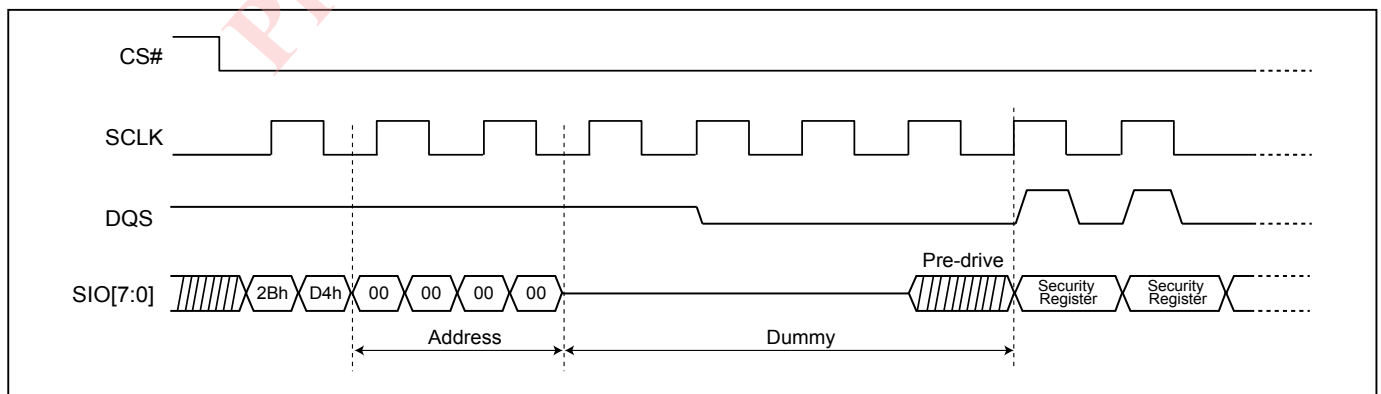 CS#
SCLK
DQS
Pre-drive
SIO[7:0]
2Bh D4h 00 00 00 00
Security Register
Security Register
Address
Dummy